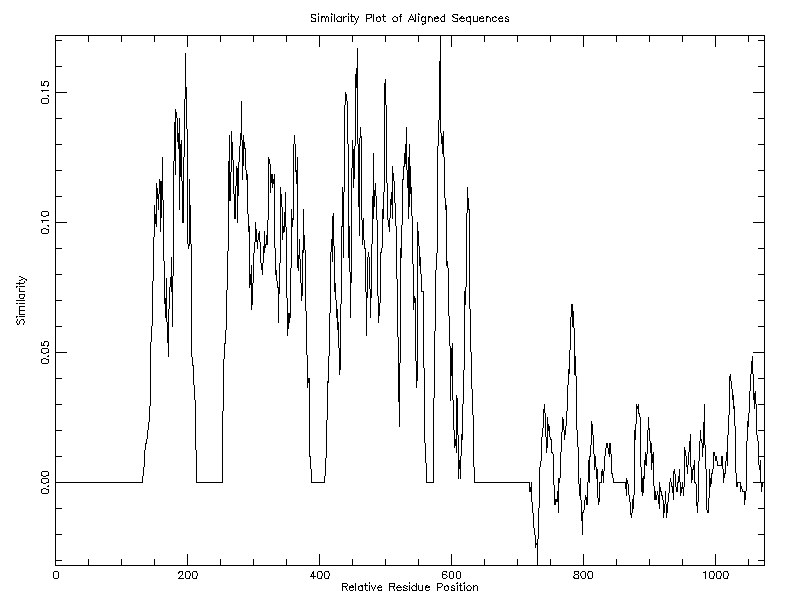 Similarity Plot of Aligned Sequences
0.15
0.10
0.05
0.00
Similarity
0 200 400 600 800 1000
Relative Residue Position